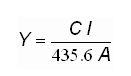 Y = C I / 435.6 A